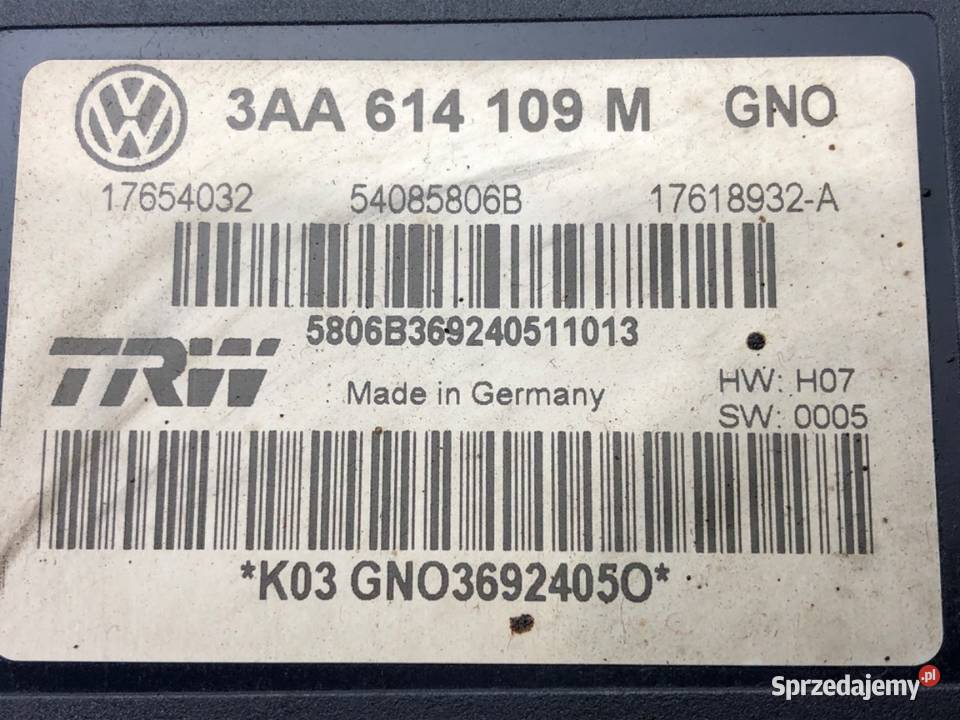 3AA 614 109 M GNO
17654032 54085806B 17618932-A
5806B369240511013
TRW
Made in Germany
HW: H07
SW: 0005
*K03 GNO36924050*
Sprzedajemy.pl